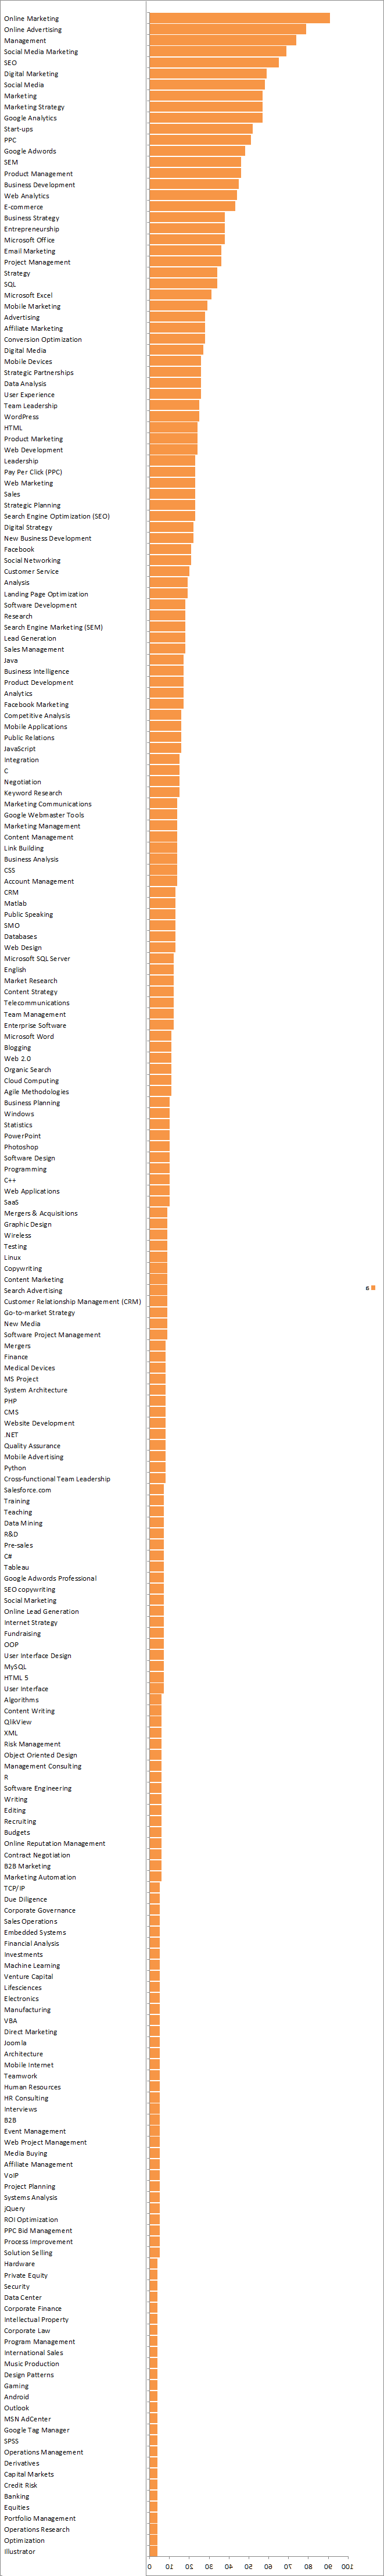 Online Marketing
Online Advertising
Management
Social Media Marketing
SEO
Digital Marketing
Social Media
Marketing
Marketing Strategy
Google Analytics
Start-ups
PPC
Google Adwords
SEM
Product Management
Business Development
Web Analytics
E-commerce
Business Strategy
Entrepreneurship
Microsoft Office
Email Marketing
Project Management
Strategy
SQL
Microsoft Excel
Mobile Marketing
Advertising
Affiliate Marketing
Conversion Optimization
Digital Media
Mobile Devices
Strategic Partnerships
Data Analysis
User Experience
Team Leadership
WordPress
HTML
Product Marketing
Web Development
Leadership
Pay Per Click (PPC)
Web Marketing
Sales
Strategic Planning
Search Engine Optimization (SEO)
Digital Strategy
New Business Development
Facebook
Social Networking
Customer Service
Analysis
Landing Page Optimization
Software Development
Research
Search Engine Marketing (SEM)
Lead Generation
Sales Management
Java
Business Intelligence
Product Development
Analytics
Facebook Marketing
Competitive Analysis
Mobile Applications
Public Relations
JavaScript
Integration
C
Negotiation
Keyword Research
Marketing Communications
Google Webmaster Tools
Marketing Management
Content Management
Link Building
Business Analysis
CSS
Account Management
CRM
Matlab
Public Speaking
SMO
Databases
Web Design
Microsoft SQL Server
English
Market Research
Content Strategy
Telecommunications
Team Management
Enterprise Software
Microsoft Word
Blogging
Web 2.0
Organic Search
Cloud Computing
Agile Methodologies
Business Planning
Windows
Statistics
PowerPoint
Photoshop
Software Design
Programming
C++
Web Applications
SaaS
Mergers & Acquisitions
Graphic Design
Wireless
Testing
Linux
Copywriting
Content Marketing
Search Advertising
Customer Relationship Management (CRM)
Go-to-market Strategy
New Media
Software Project Management
Mergers
Finance
Medical Devices
MS Project
System Architecture
PHP
CMS
Website Development
.NET
Quality Assurance
Mobile Advertising
Python
Cross-functional Team Leadership
Salesforce.com
Training
Teaching
Data Mining
R&D
Pre-sales
C#
Tableau
Google Adwords Professional
SEO copywriting
Social Marketing
Online Lead Generation
Internet Strategy
Fundraising
OOP
User Interface Design
MySQL
HTML 5
User Interface
Algorithms
Content Writing
QlikView
XML
Risk Management
Object Oriented Design
Management Consulting
R
Software Engineering
Writing
Editing
Recruiting
Budgets
Online Reputation Management
Contract Negotiation
B2B Marketing
Marketing Automation
TCP/IP
Due Diligence
Corporate Governance
Sales Operations
Embedded Systems
Financial Analysis
Investments
Machine Learning
Venture Capital
Lifesciences
Electronics
Manufacturing
VBA
Direct Marketing
Joomla
Architecture
Mobile Internet
Teamwork
Human Resources
HR Consulting
Interviews
B2B
Event Management
Web Project Management
Media Buying
Affiliate Management
VoIP
Project Planning
Systems Analysis
jQuery
ROI Optimization
PPC Bid Management
Process Improvement
Solution Selling
Hardware
Private Equity
Security
Data Center
Corporate Finance
Intellectual Property
Corporate Law
Program Management
International Sales
Music Production
Design Patterns
Gaming
Android
Outlook
MSN AdCenter
Google Tag Manager
SPSS
Operations Management
Derivatives
Capital Markets
Credit Risk
Banking
Equities
Portfolio Management
Operations Research
Optimization
Illustrator
0 10 20 30 40 50 60 70 80 90 100